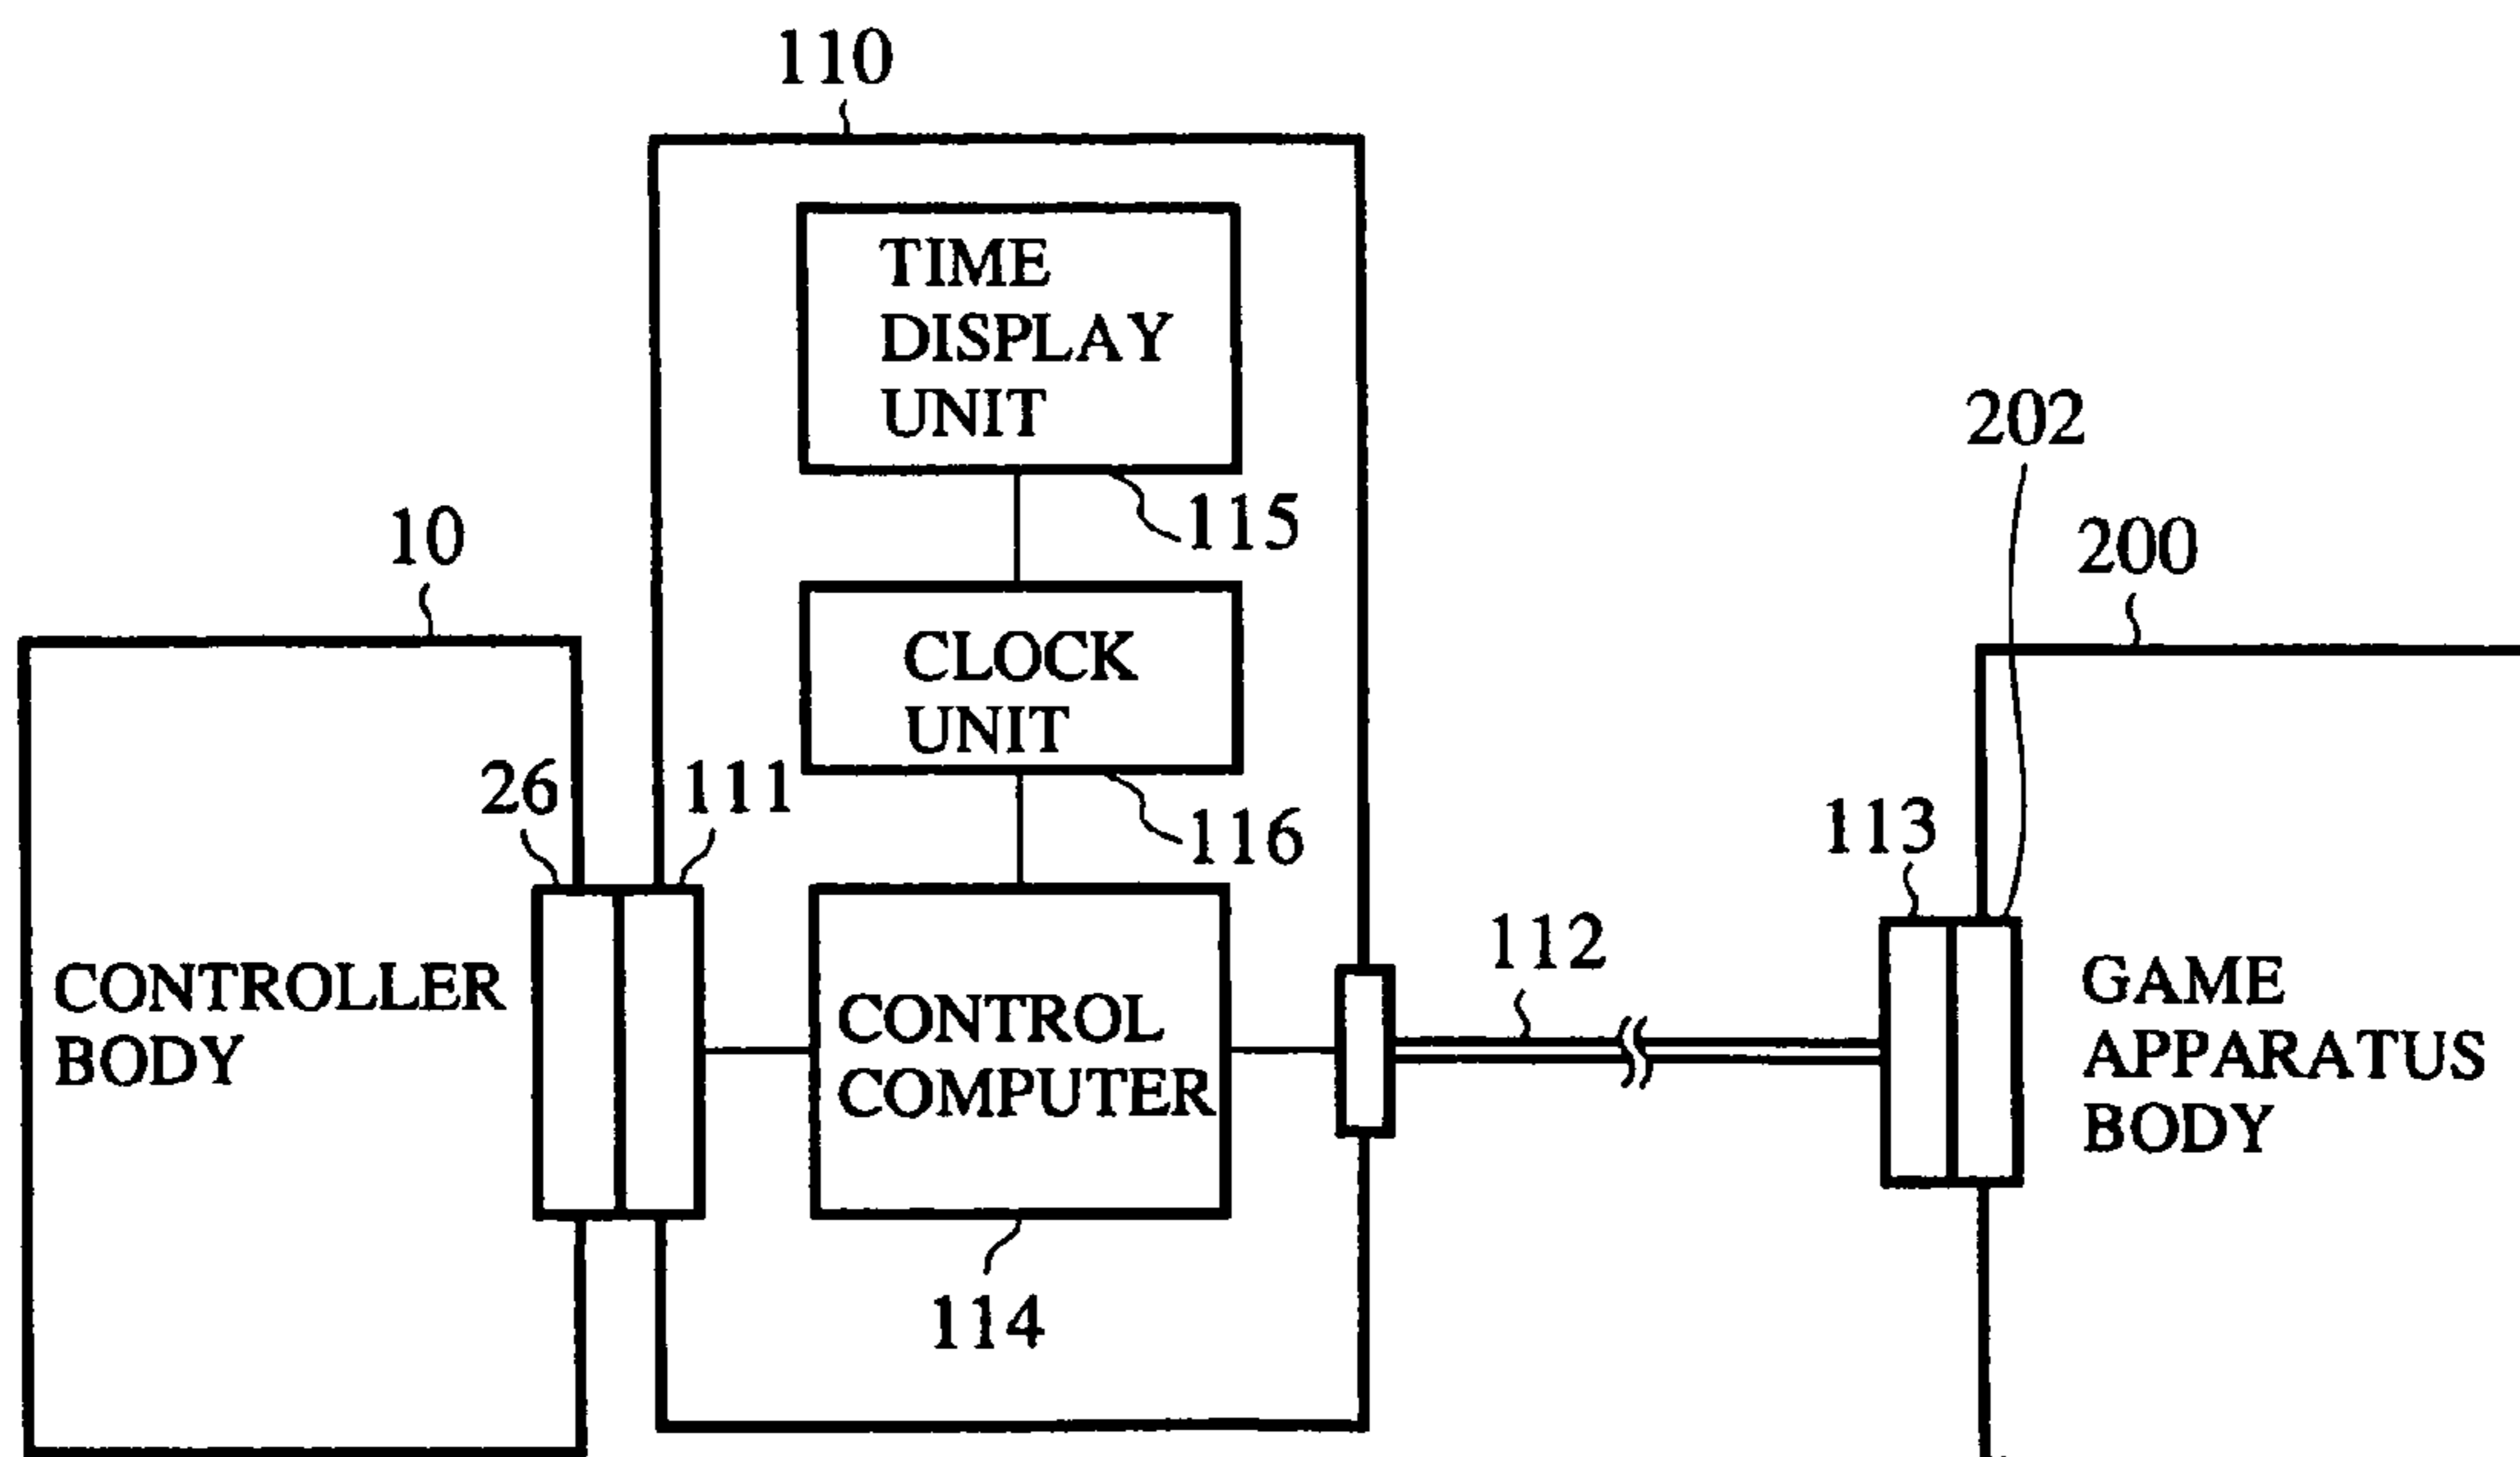 110
TIME
DISPLAY
UNIT
115
202
10
200
CLOCK
UNIT
26
111
116
113
CONTROLLER
BODY
CONTROL
COMPUTER
112
GAME
APPARATUS
BODY
114